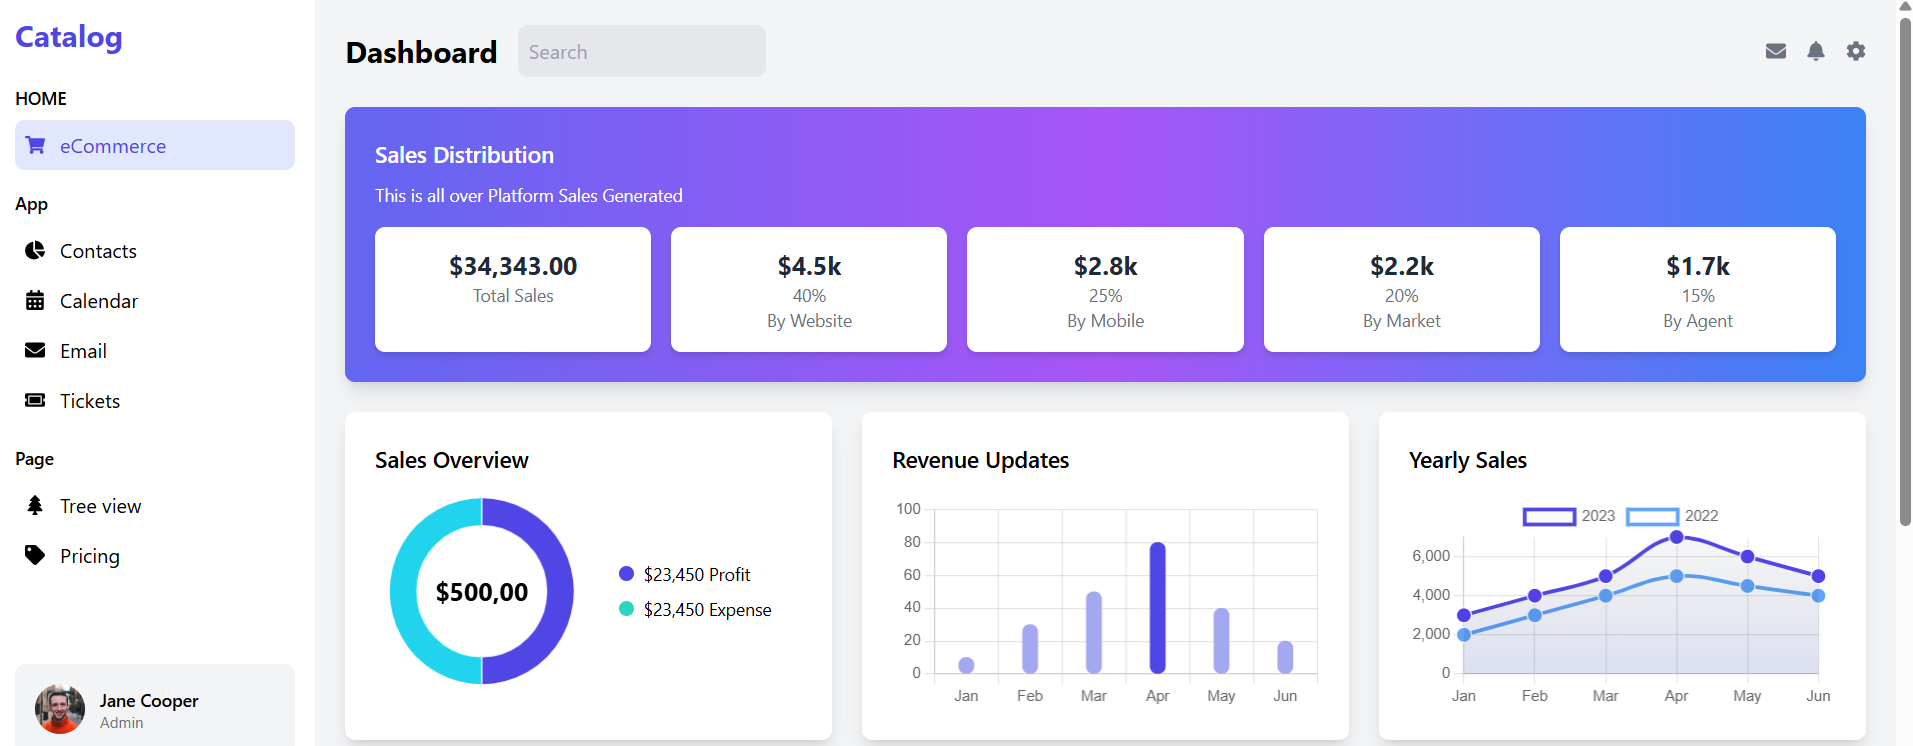 Catalog
HOME
eCommerce
App
Contacts
Calendar
Email
Tickets
Page
Tree view
Pricing
Jane Cooper
Admin
Dashboard
Search
Sales Distribution
This is all over Platform Sales Generated
$34,343.00
Total Sales
$4.5k
40%
By Website
$2.8k
25%
By Mobile
$2.2k
20%
By Market
$1.7k
15%
By Agent
Sales Overview
$500,00
$23,450 Profit
$23,450 Expense
Revenue Updates
100
80
60
40
20
0
Jan Feb Mar Apr May Jun
Yearly Sales
2023 2022
6,000
4,000
2,000
0
Jan Feb Mar Apr May Jun